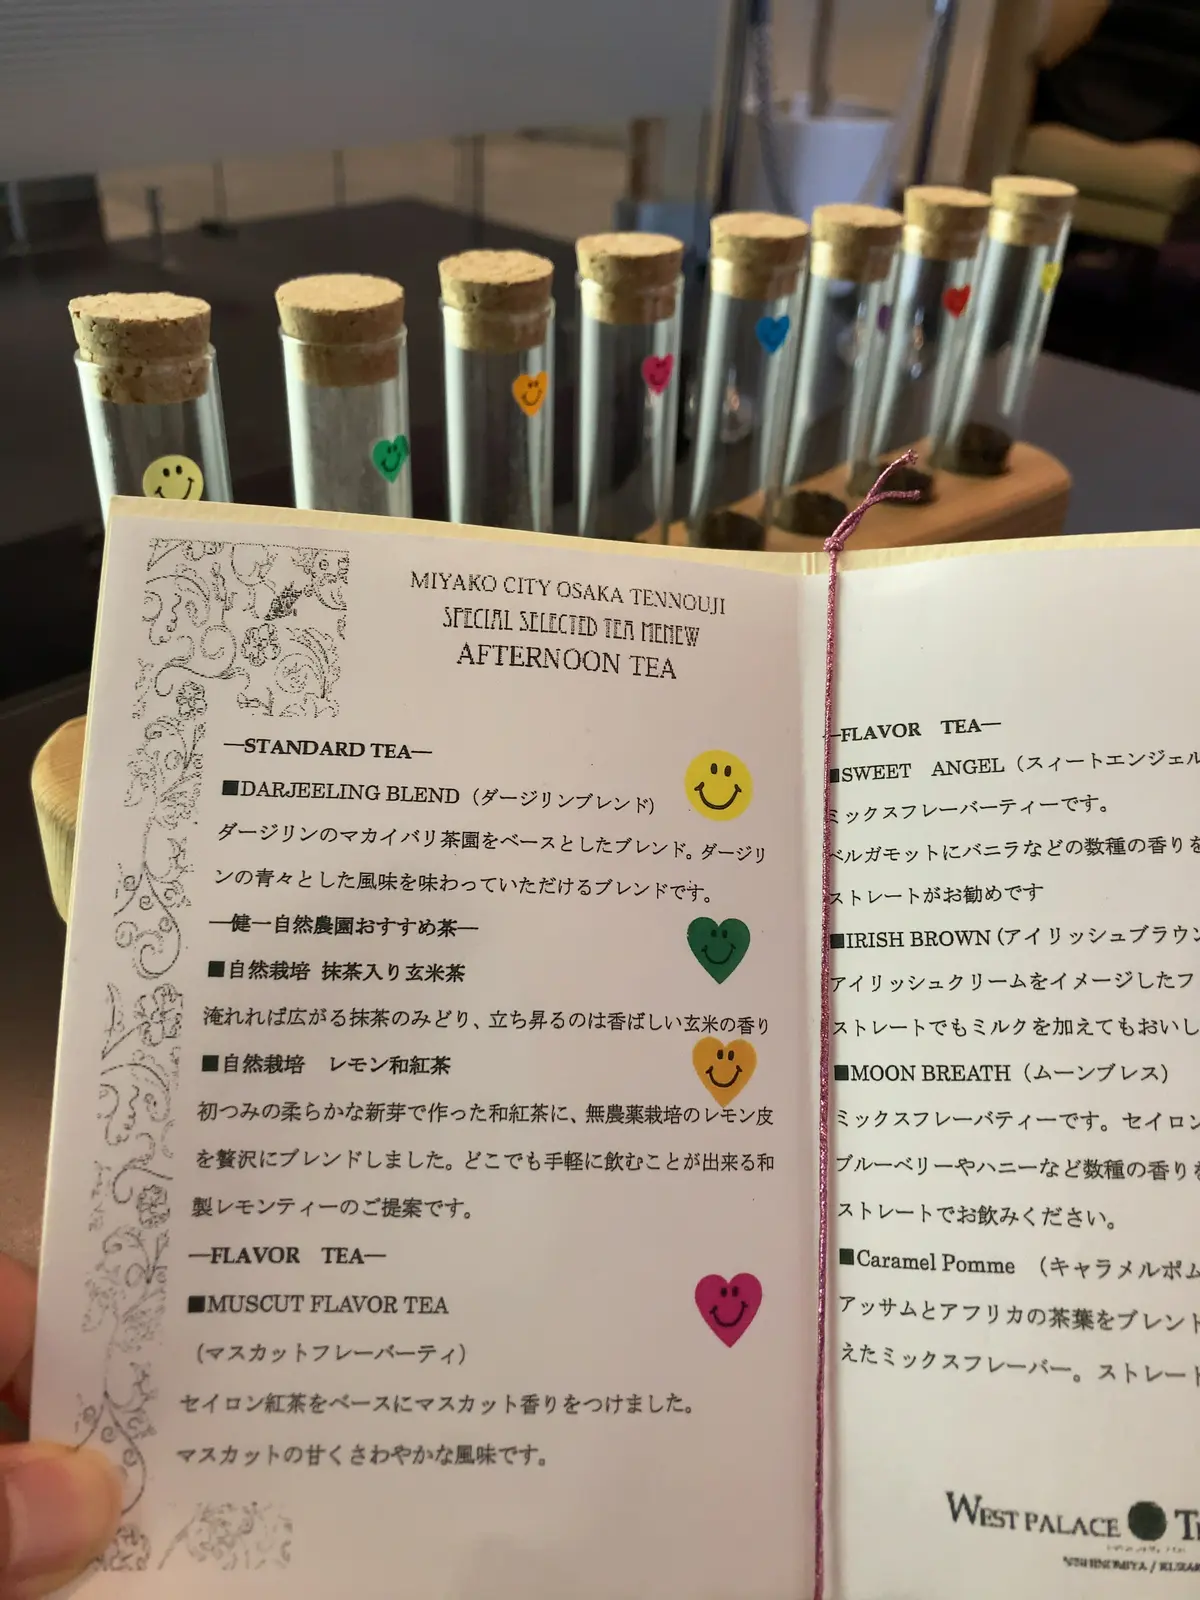 MIYAKO CITY OSAKA TENNOUJI
SPECIAL SELECTED TEA MENEW
AFTERNOON TEA
―STANDARD TEA―
■DARJEELING BLEND（ダージリンブレンド）
ダージリンのマカイバリ茶園をベースとしたブレンド。ダージリ
ンの青々とした風味を味わっていただけるブレンドです。
―健一自然農園おすすめ茶―
■自然栽培 抹茶入り玄米茶
淹れれば広がる抹茶のみどり、立ち昇るのは香ばしい玄米の香り
■自然栽培　レモン和紅茶
初つみの柔らかな新芽で作った和紅茶に、無農薬栽培のレモン皮
を贅沢にブレンドしました。どこでも手軽に飲むことが出来る和
製レモンティーのご提案です。
―FLAVOR　TEA―
■MUSCUT FLAVOR TEA
（マスカットフレーバーティ）
セイロン紅茶をベースにマスカット香りをつけました。
マスカットの甘くさわやかな風味です。
―FLAVOR　TEA―
■SWEET　ANGEL（スィートエンジェル
ミックスフレーバーティーです。
ベルガモットにバニラなどの数種の香りを
ストレートがお勧めです
■IRISH BROWN（アイリッシュブラウン
アイリッシュクリームをイメージしたフ
ストレートでもミルクを加えてもおいし
■MOON BREATH（ムーンブレス）
ミックスフレーバティーです。セイロン
ブルーベリーやハニーなど数種の香りを
ストレートでお飲みください。
■Caramel Pomme　（キャラメルポム
アッサムとアフリカの茶葉をブレンド
えたミックスフレーバー。ストレート
WEST PALACE